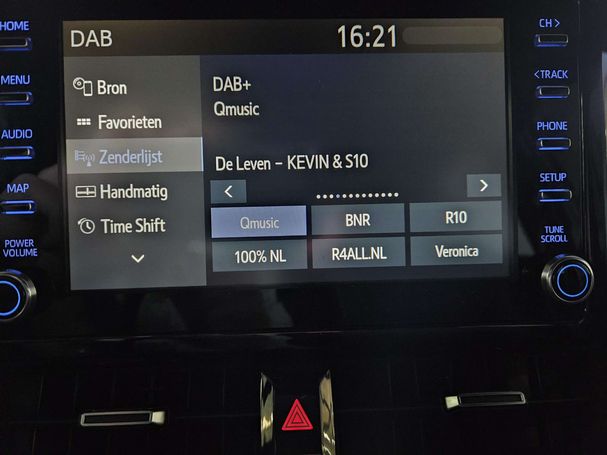 HOME
MENU
AUDIO
MAP
POWER
VOLUME
DAB
16:21
Bron
Favorieten
Zenderlijst
Handmatig
Time Shift
DAB+
Qmusic
De Leven – KEVIN & S10
Qmusic
BNR
R10
100% NL
R4ALL.NL
Veronica
CH >
< TRACK
PHONE
SETUP
TUNE
SCROLL